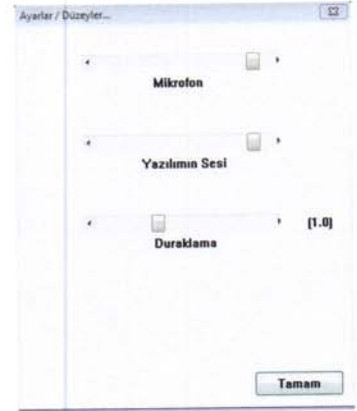 Ayarlar / Düzeyler...
Mikrofon
Yazılımın Sesi
(1.0)
Duraklama
Tamam